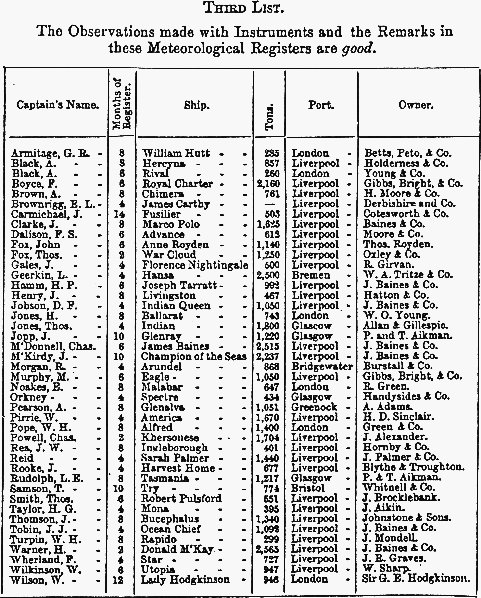 THIRD LIST.
The Observations made with Instruments and the Remarks in
these Meteorological Registers are good.
Captain's Name. Months of Register. Ship. Tons. Port. Owner.
Armitage, G. R. - 8 William Hutt - - 285 London - Betts, Peto, & Co.
Black, A. - - 8 Hercyna - - 857 Liverpool - Holderness & Co.
Black, A. - - 6 Rival - - 260 London - Young & Co.
Boyce, F. - - 6 Royal Charter - - 2,160 Liverpool - Gibbs, Bright, & Co.
Brown, A. - - 8 Chimera - - 761 Liverpool - H. Moore & Co.
Brownrigg, E. L. - 4 James Carthy - - — Liverpool - Derbishire and Co.
Carmichael, J. - 14 Fusilier - - 503 Liverpool - Cotesworth & Co.
Clarke, J. - - 8 Marco Polo - - 1,625 Liverpool - Baines & Co.
Dalison, P. S. - 6 Advance - - 613 Liverpool - Moore & Co.
Fox, John - - 6 Anne Royden - - 1,140 Liverpool - Thos. Royden.
Fox, Thos. - - 2 War Cloud - - 1,250 Liverpool - Oxley & Co.
Gales, J. - - 4 Florence Nightingale 500 Liverpool - R. Girvan.
Geerkin, L. - - 4 Hansa - - 2,500 Bremen - W. A. Tritze & Co.
Hamm, H. P. - 6 Joseph Tarratt - - 992 Liverpool - J. Baines & Co.
Henry, J. - - 8 Livingston - - 467 Liverpool - Hatton & Co.
Jobson, D. F. - 4 Indian Queen - - 1,050 Liverpool - J. Baines & Co.
Jones, H. - - 8 Ballarat - - 743 London - W. O. Young.
Jones, Thos. - 4 Indian - - 1,800 Glascow - Allan & Gillespie.
Jopp, J. - - 10 Glenray - - 1,220 Glasgow - P. and T. Aikman.
M'Donnell, Chas. 6 James Baines - - 2,515 Liverpool - J. Baines & Co.
M'Kirdy, J. - - 10 Champion of the Seas - 2,237 Liverpool - J. Baines & Co.
Morgan, R. - - 4 Arundel - - 868 Bridgewater Burstall & Co.
Murphy, M. - - 6 Eagle - - 1,050 Liverpool - Gibbs, Bright, & Co.
Noakes, B. - - 8 Malabar - - 647 London - R. Green.
Orkney - - 4 Spectre - - 434 Glasgow - Handysides & Co.
Pearson, A. - - 8 Glenalva - - 1,051 Greenock - A. Adams.
Pirrie, W. - - 4 America - - 1,670 Liverpool - H. D. Sinclair.
Pope, W. H. - 8 Alfred - - 1,400 London - Green & Co.
Powell, Chas. - 2 Khersonese - - 1,704 Liverpool - J. Alexander.
Rea, J. W. - - 8 Ingleborough - - 401 Liverpool - Hornby & Co.
Reid - - 4 Sarah Palmer - - 1,440 Liverpool - J. Palmer & Co.
Rooke, J. - - 4 Harvest Home - - 677 Liverpool - Blythe & Troughton.
Rudolph, L. E. - 8 Tasmania - - 1,217 Glasgow - P. & T. Aikman.
Samson, T. - - 10 Try - - 774 Bristol - Whitnell & Co.
Smith, Thos. - 6 Robert Pulsford - 651 Liverpool - J. Brocklebank.
Taylor, H. G. - 4 Mona - - 395 Liverpool - J. Aikin.
Thomson, J. - - 8 Bucephalus - - 1,340 Liverpool - Johnstone & Sons.
Tobin, J. J. - - 4 Ocean Chief - - 1,092 Liverpool - J. Baines & Co.
Turpin, W. H. - 8 Rapido - - 299 Liverpool - J. Mondell.
Warner, H. - - 2 Donald M'Kay - - 2,565 Liverpool - J. Baines & Co.
Wherland, F. - 4 Star - - 727 Liverpool - J. E. Graves.
Wilkinson, W. - 6 Utopia - - 947 Liverpool - W. Sharp.
Wilson, W. - - 12 Lady Hodgkinson - 946 London - Sir G. E. Hodgkinson.